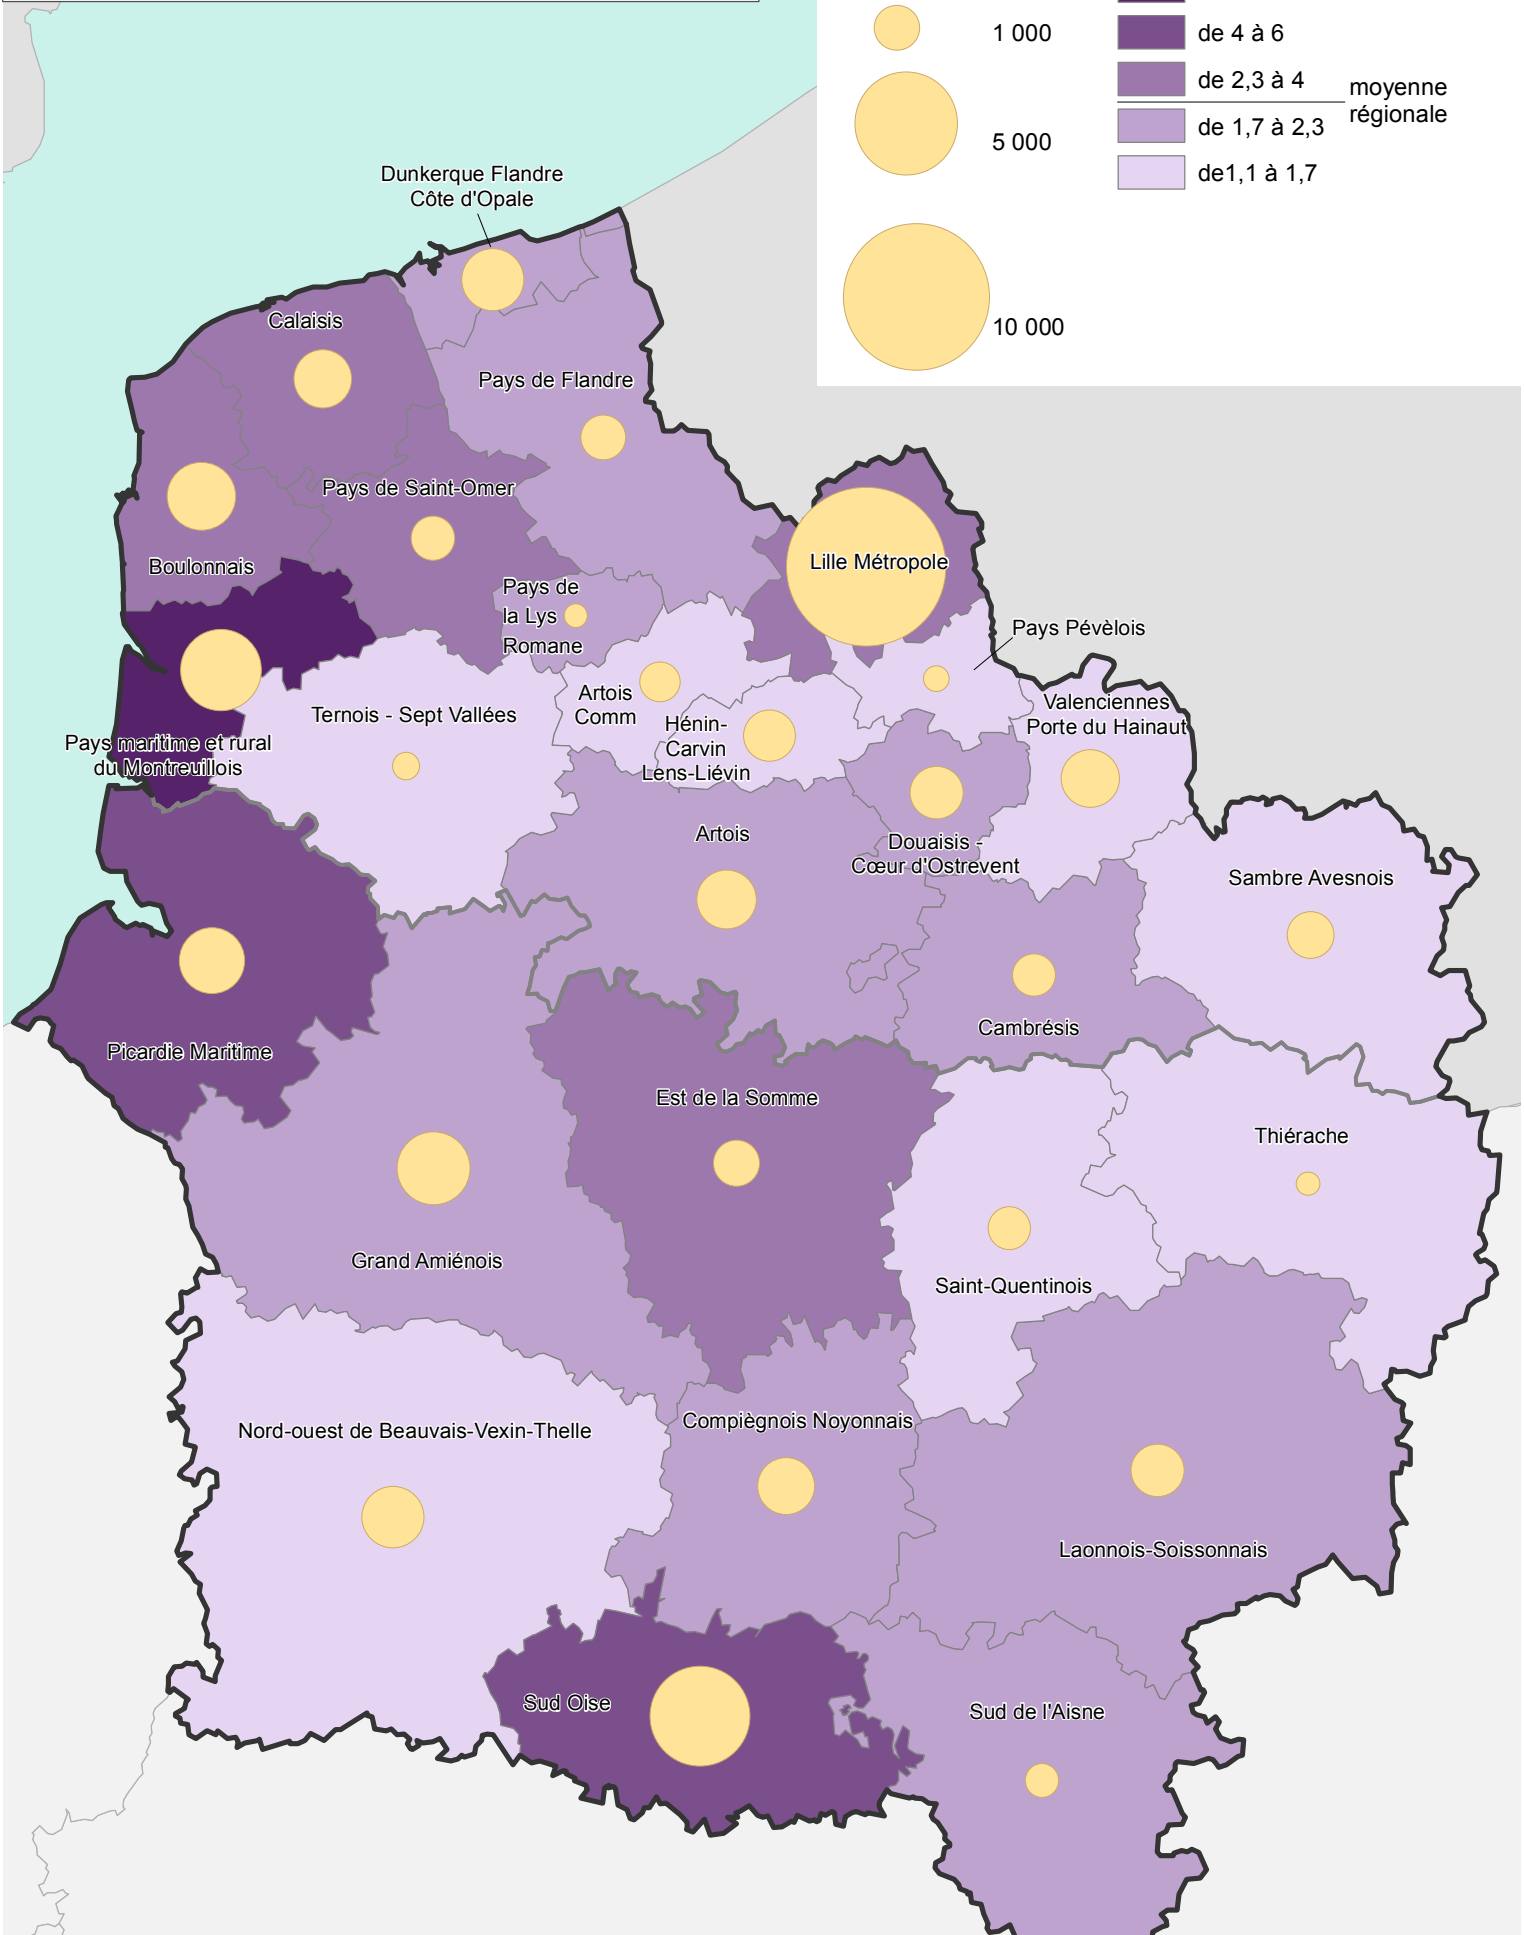 1 000
5 000
10 000
de 4 à 6
de 2,3 à 4
de 1,7 à 2,3
de1,1 à 1,7
moyenne
régionale
Dunkerque Flandre
Côte d'Opale
Calaisis
Pays de Flandre
Pays de Saint-Omer
Boulonnais
Lille Métropole
Pays de
la Lys
Romane
Pays Pévèlois
Artois
Comm
Hénin-
Carvin
Lens-Liévin
Valenciennes
Porte du Hainaut
Ternois - Sept Vallées
Pays maritime et rural
du Montreuillois
Artois
Douaisis -
Cœur d'Ostrevent
Sambre Avesnois
Cambrésis
Picardie Maritime
Est de la Somme
Thiérache
Grand Amiénois
Saint-Quentinois
Nord-ouest de Beauvais-Vexin-Thelle
Compiègnois Noyonnais
Laonnois-Soissonnais
Sud Oise
Sud de l'Aisne